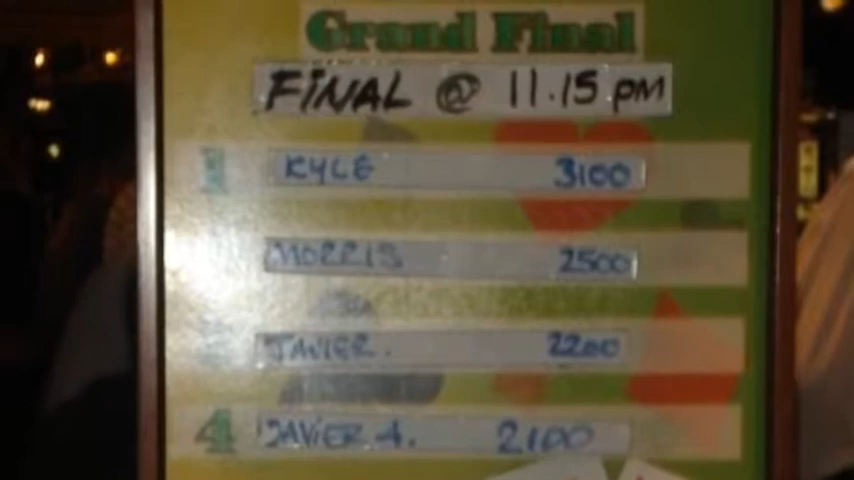 Grand Final
FINAL @ 11.15 PM
1 KYLE 3100
MORRIS 2500
JAVIER. 2200
4 JAVIER A. 2100